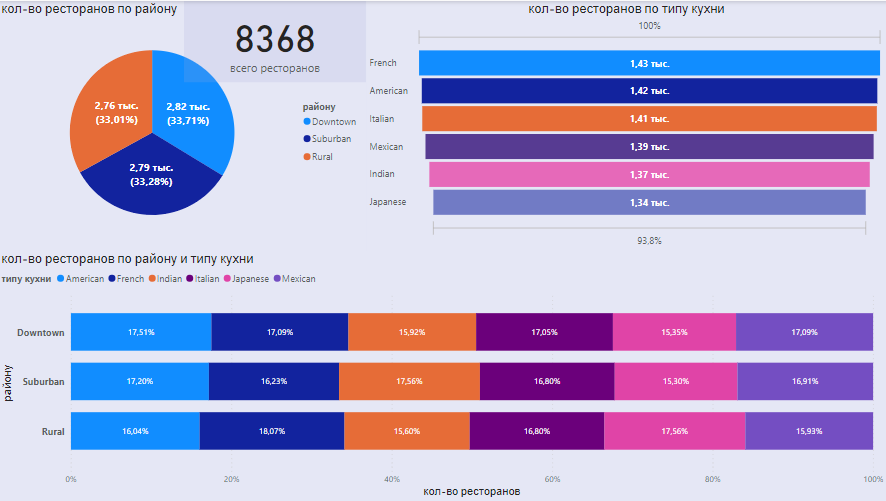 кол-во ресторанов по району
8368
всего ресторанов
2,76 тыс.
(33,01%)
2,82 тыс.
(33,71%)
2,79 тыс.
(33,28%)
району
Downtown
Suburban
Rural
кол-во ресторанов по типу кухни
100%
French 1,43 тыс.
American 1,42 тыс.
Italian 1,41 тыс.
Mexican 1,39 тыс.
Indian 1,37 тыс.
Japanese 1,34 тыс.
93,8%
кол-во ресторанов по району и типу кухни
типу кухни American French Indian Italian Japanese Mexican
району
Downtown 17,51% 17,09% 15,92% 17,05% 15,35% 17,09%
Suburban 17,20% 16,23% 17,56% 16,80% 15,30% 16,91%
Rural 16,04% 18,07% 15,60% 16,80% 17,56% 15,93%
0% 20% 40% 60% 80% 100%
кол-во ресторанов